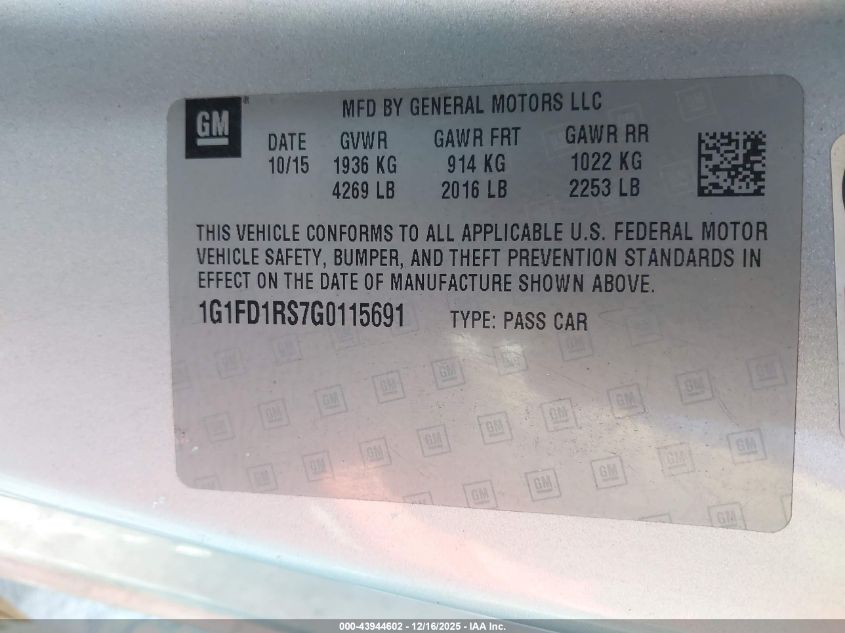 GM
MFD BY GENERAL MOTORS LLC
DATE GVWR GAWR FRT GAWR RR
10/15 1936 KG 914 KG 1022 KG
4269 LB 2016 LB 2253 LB
THIS VEHICLE CONFORMS TO ALL APPLICABLE U.S. FEDERAL MOTOR
VEHICLE SAFETY, BUMPER, AND THEFT PREVENTION STANDARDS IN
EFFECT ON THE DATE OF MANUFACTURE SHOWN ABOVE.
1G1FD1RS7G0115691 TYPE: PASS CAR
000-43944602 - 12/16/2025 - IAA Inc.